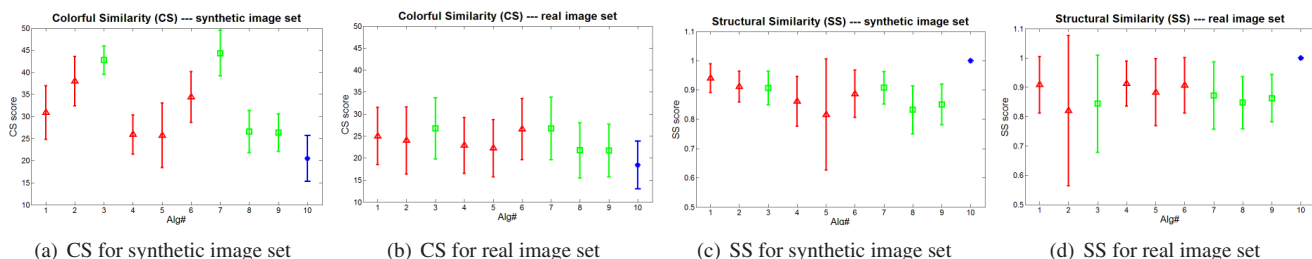 Colorful Similarity (CS) --- synthetic image set
CS score
50
45
40
35
30
25
20
15
10
1 2 3 4 5 6 7 8 9 10
Alg#
(a) CS for synthetic image set
Colorful Similarity (CS) --- real image set
CS score
50
45
40
35
30
25
20
15
10
1 2 3 4 5 6 7 8 9 10
Alg#
(b) CS for real image set
Structural Similarity (SS) --- synthetic image set
SS score
1.1
1
0.9
0.8
0.7
0.6
0.5
1 2 3 4 5 6 7 8 9 10
Alg#
(c) SS for synthetic image set
Structural Similarity (SS) --- real image set
SS score
1.1
1
0.9
0.8
0.7
0.6
0.5
1 2 3 4 5 6 7 8 9 10
Alg#
(d) SS for real image set